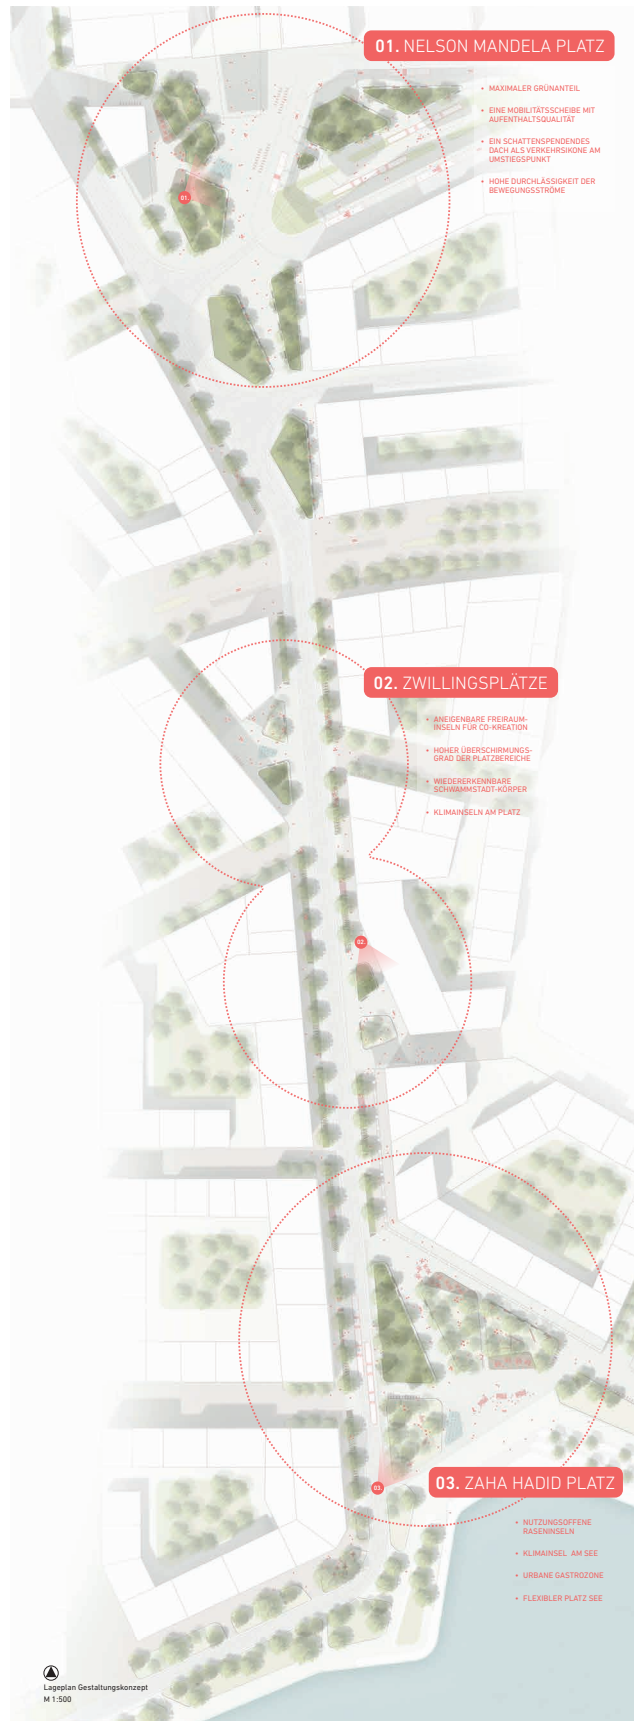 01. NELSON MANDELA PLATZ
• MAXIMALER GRÜNANTEIL
• EINE MOBILITÄTSSCHEIBE MIT
AUFENTHALTSQUALITÄT
• EIN SCHATTENSPENDENDES
DACH ALS VERKEHRSIKONE AM
UMSTIEGSPUNKT
• HOHE DURCHLÄSSIGKEIT DER
BEWEGUNGSSTRÖME
01.
02. ZWILLINGSPLÄTZE
• ANEIGENBARE FREIRAUM-
INSELN FÜR CO-KREATION
• HOHER ÜBERSCHIRMUNGS-
GRAD DER PLATZBEREICHE
• WIEDERERKENNBARE
SCHWAMMSTADT-KÖRPER
• KLIMAINSELN AM PLATZ
02.
03. ZAHA HADID PLATZ
03.
• NUTZUNGSOFFENE
RASENINSELN
• KLIMAINSEL AM SEE
• URBANE GASTROZONE
• FLEXIBLER PLATZ SEE
Lageplan Gestaltungskonzept
M 1:500